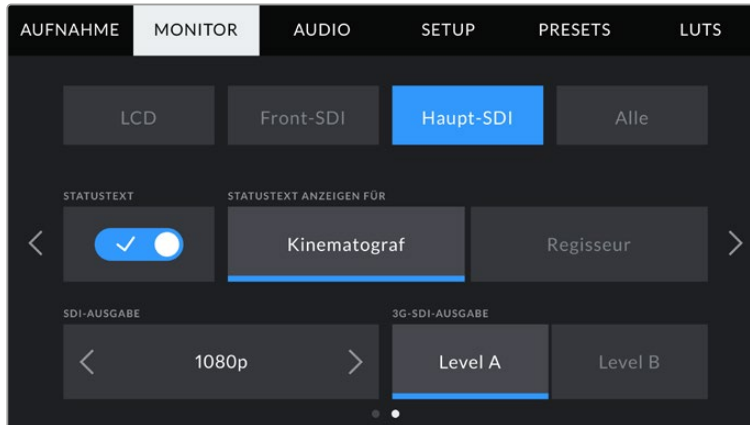 AUFNAHME MONITOR AUDIO SETUP PRESETS LUTS
LCD Front-SDI Haupt-SDI Alle
STATUSTEXT STATUSTEXT ANZEIGEN FÜR
Kinematograf Regisseur
SDI-AUSGABE 3G-SDI-AUSGABE
1080p Level A Level B